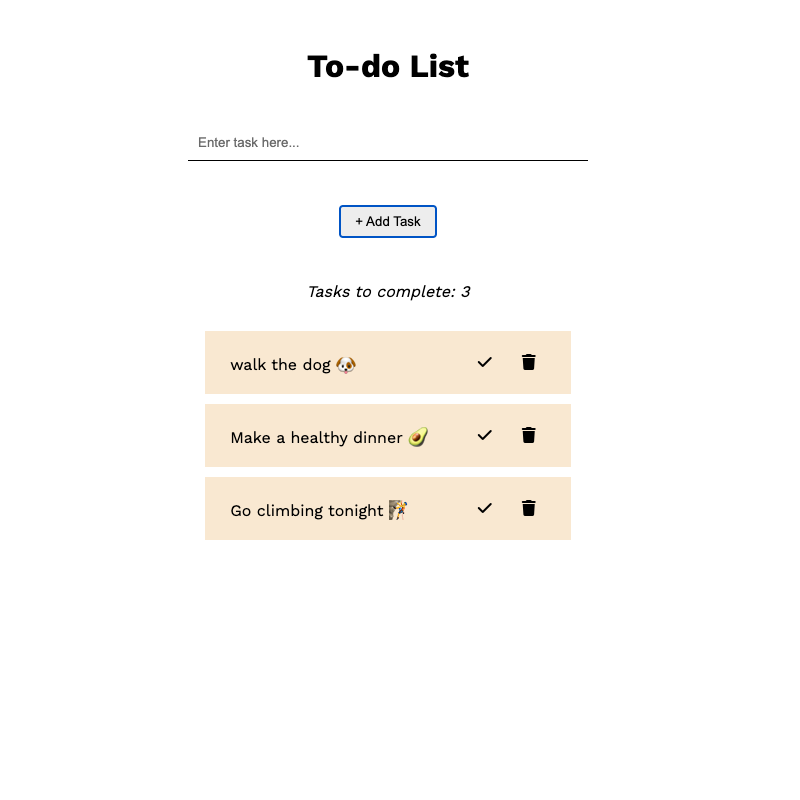 To-do List
Enter task here...
+ Add Task
Tasks to complete: 3
walk the dog 🐶
Make a healthy dinner 🥑
Go climbing tonight 🧗